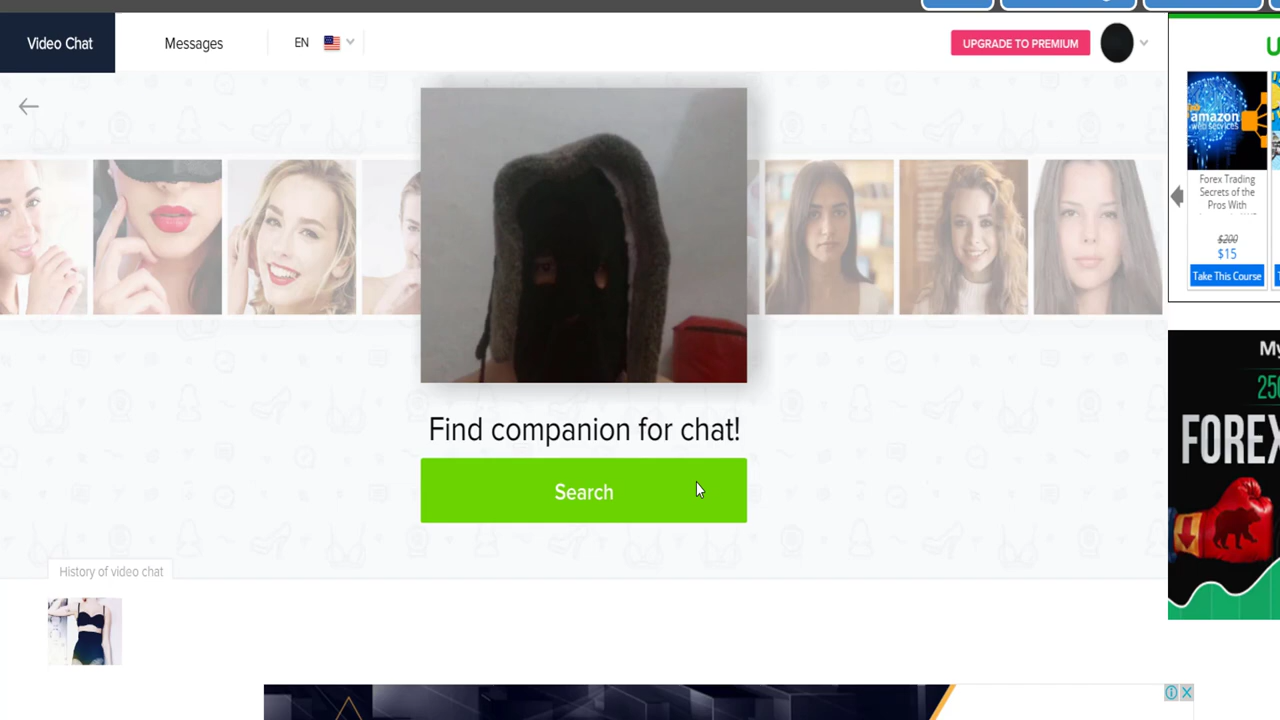 Video Chat
Messages
EN
UPGRADE TO PREMIUM
amazon
web services
Forex Trading
Secrets of the
Pros With
$200
$15
Take This Course
Find companion for chat!
Search
History of video chat
My
250
FOREX